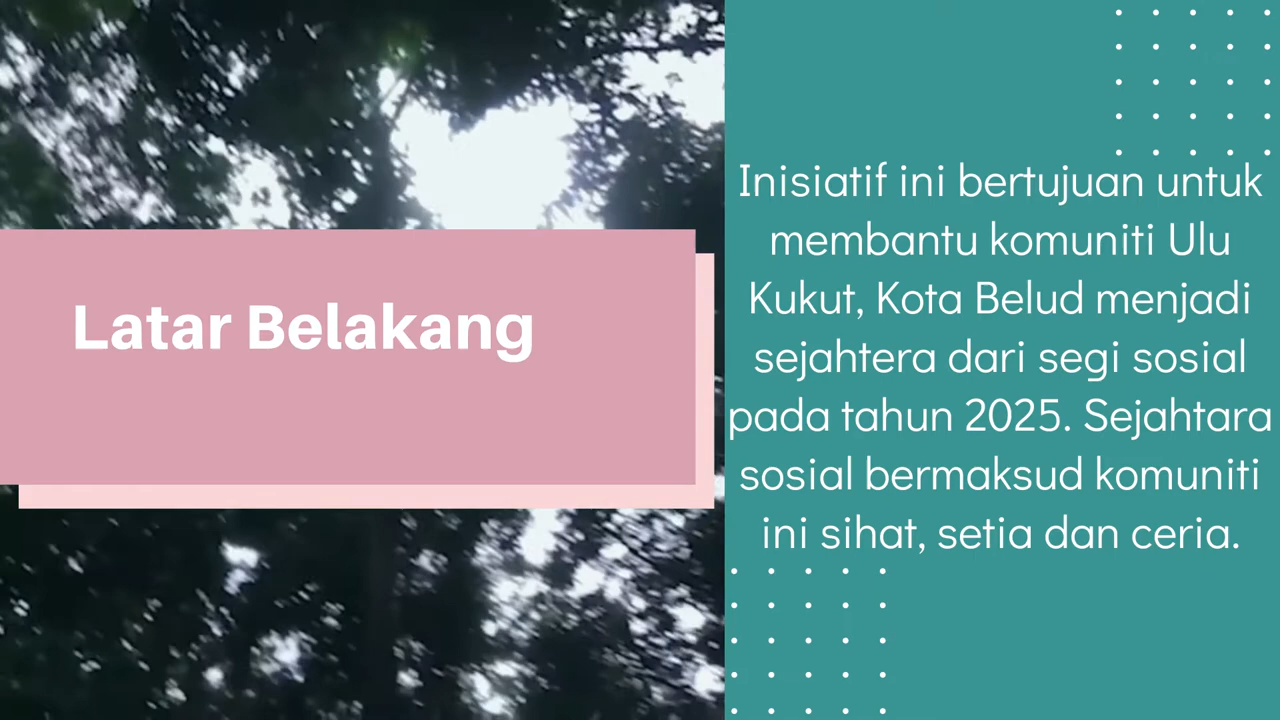 Latar Belakang
Inisiatif ini bertujuan untuk
membantu komuniti Ulu
Kukut, Kota Belud menjadi
sejahtera dari segi sosial
pada tahun 2025. Sejahtara
sosial bermaksud komuniti
ini sihat, setia dan ceria.